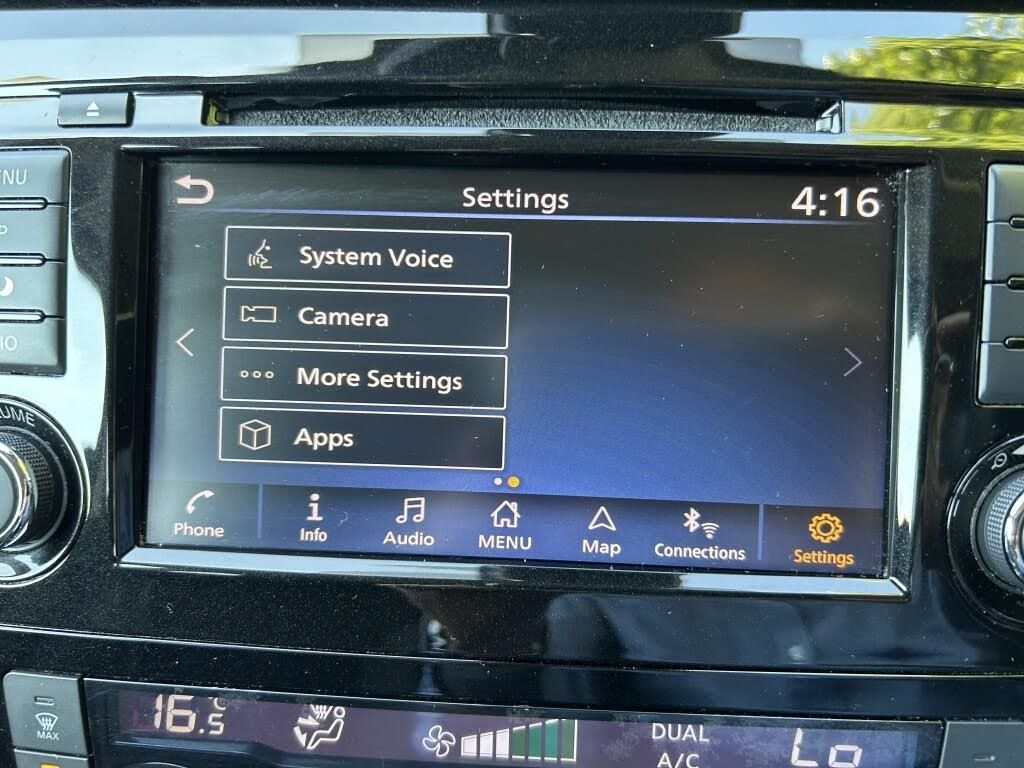 Settings
4:16
System Voice
Camera
More Settings
Apps
Phone
Info
Audio
MENU
Map
Connections
Settings
MAX
16.5°C
DUAL
A/C
Lo